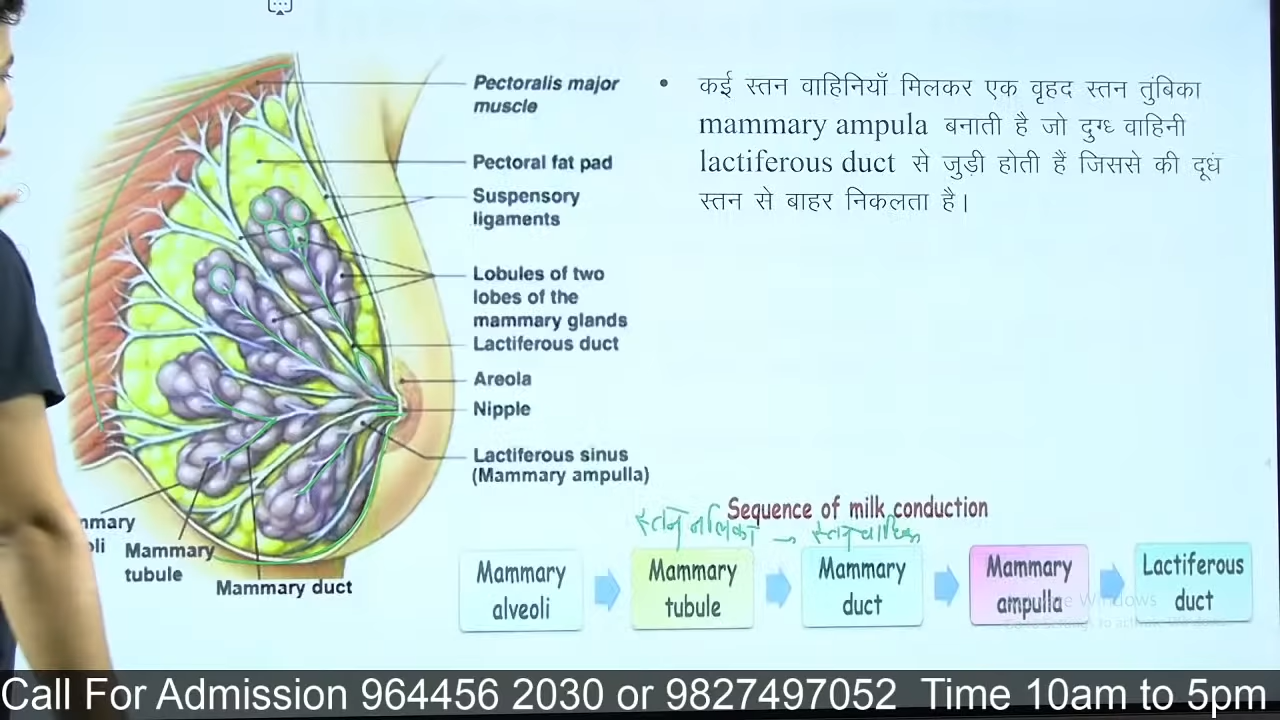 Pectoralis major
muscle
Pectoral fat pad
Suspensory
ligaments
Lobules of two
lobes of the
mammary glands
Lactiferous duct
Areola
Nipple
Lactiferous sinus
(Mammary ampulla)
Mammary
tubule
Mammary duct
• कई स्तन वाहिनियाँ मिलकर एक वृहद स्तन तुंबिका
mammary ampula बनाती है जो दुग्ध वाहिनी
lactiferous duct से जुड़ी होती हैं जिससे की दूधं
स्तन से बाहर निकलता है।
Sequence of milk conduction
स्तन नलिका →
Mammary
alveoli
Mammary
tubule
Mammary
duct
Mammary
ampulla
Lactiferous
duct
Call For Admission 964456 2030 or 9827497052 Time 10am to 5pm